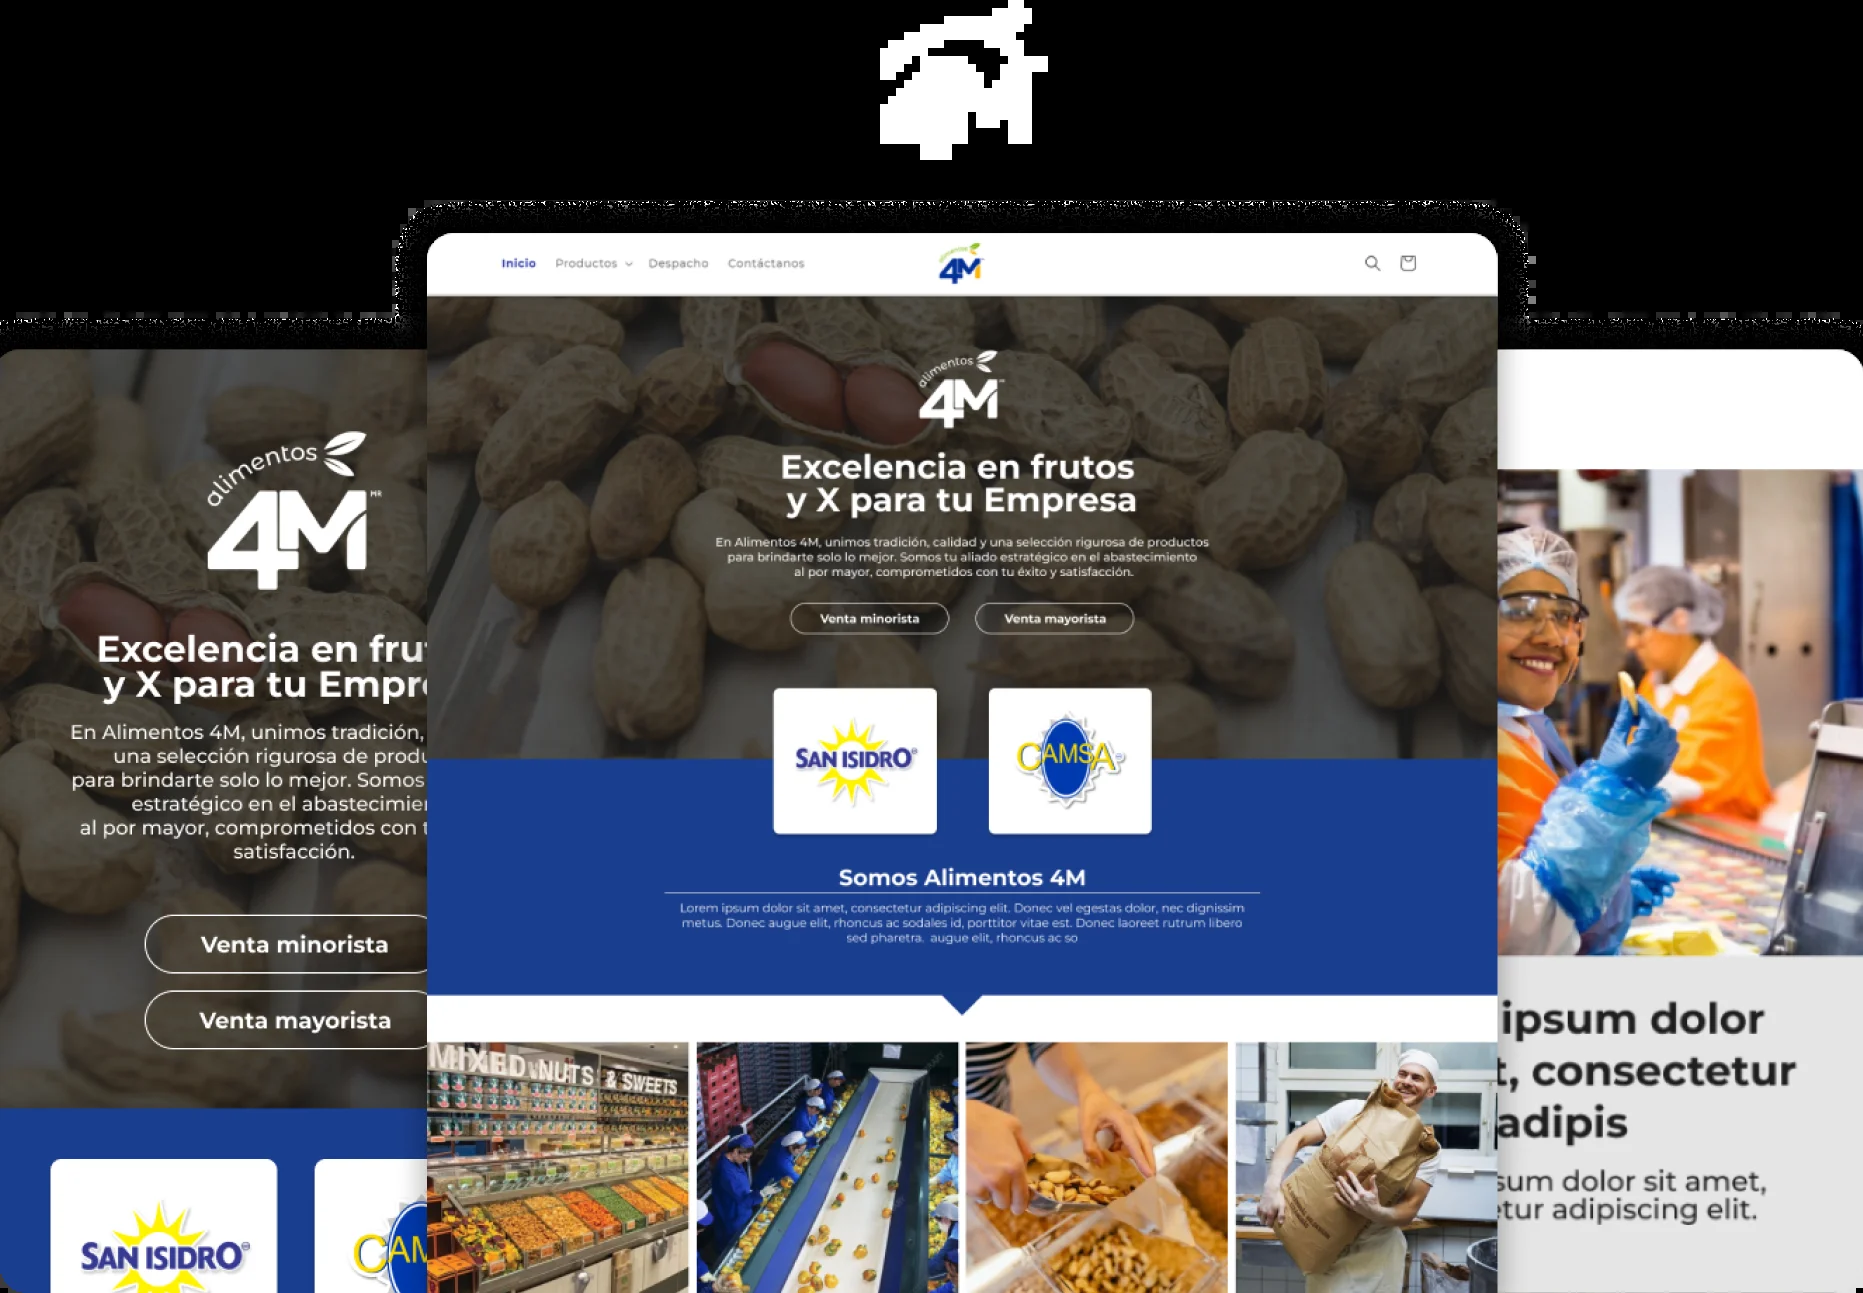 Inicio
Productos
Despacho
Contáctanos
4M
alimentos
4M
Excelencia en frutos
y X para tu Empresa
En Alimentos 4M, unimos tradición, calidad y una selección rigurosa de productos
para brindarte solo lo mejor. Somos tu aliado estratégico en el abastecimiento
al por mayor, comprometidos con tu éxito y satisfacción.
Venta minorista
Venta mayorista
SAN ISIDRO
CAMSA
Somos Alimentos 4M
Lorem ipsum dolor sit amet, consectetur adipiscing elit. Donec vel egestas dolor, nec dignissim
metus. Donec augue elit, rhoncus ac sodales id, porttitor vitae est. Donec laoreet rutrum libero
sed pharetra. augue elit, rhoncus ac so
MIXED NUTS & SWEETS
alimentos
4M MR
Excelencia en fru
y X para tu Empr
En Alimentos 4M, unimos tradición,
una selección rigurosa de produ
para brindarte solo lo mejor. Somos
estratégico en el abastecimier
al por mayor, comprometidos con t
satisfacción.
Venta minorista
Venta mayorista
SAN ISIDRO
CAM
ipsum dolor
t, consectetur
adipis
sum dolor sit amet,
etur adipiscing elit.